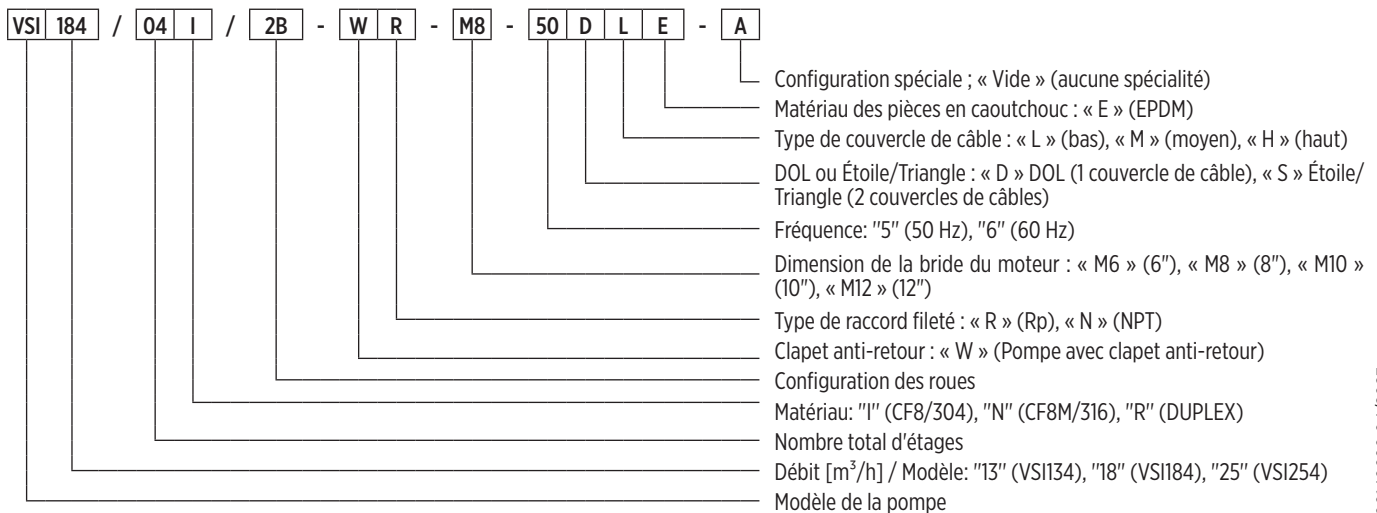 VSI 184 / 04 I / 2B - W R - M8 - 50 D L E - A
Configuration spéciale ; « Vide » (aucune spécialité)
Matériau des pièces en caoutchouc : « E » (EPDM)
Type de couvercle de câble : « L » (bas), « M » (moyen), « H » (haut)
DOL ou Étoile/Triangle : « D » DOL (1 couvercle de câble), « S » Étoile/
Triangle (2 couvercles de câbles)
Fréquence: "5" (50 Hz), "6" (60 Hz)
Dimension de la bride du moteur : « M6 » (6"), « M8 » (8"), « M10 »
(10"), « M12 » (12")
Type de raccord fileté : « R » (Rp), « N » (NPT)
Clapet anti-retour : « W » (Pompe avec clapet anti-retour)
Configuration des roues
Matériau: "I" (CF8/304), "N" (CF8M/316), "R" (DUPLEX)
Nombre total d'étages
Débit [m³/h] / Modèle: "13" (VSI134), "18" (VSI184), "25" (VSI254)
Modèle de la pompe